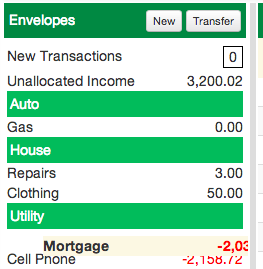 Envelopes New Transfer
New Transactions 0
Unallocated Income 3,200.02
Auto
Gas 0.00
House
Repairs 3.00
Clothing 50.00
Utility
Mortgage -2,03
Cell Phone -2,158.72